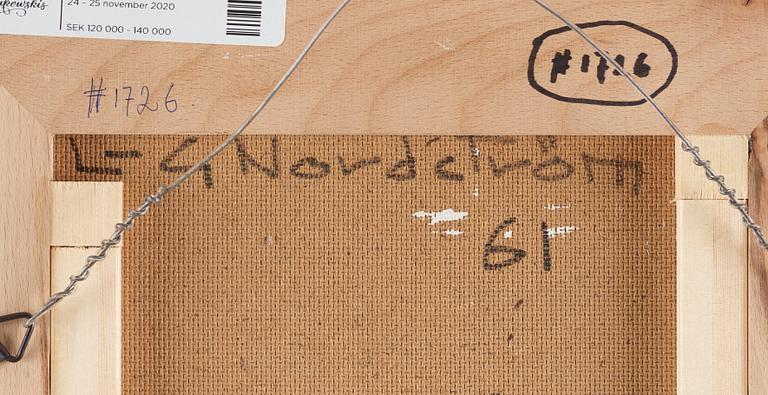 24 - 25 november 2020
SEK 120 000 - 140 000
#1726
#1726
L-G Nordström
61